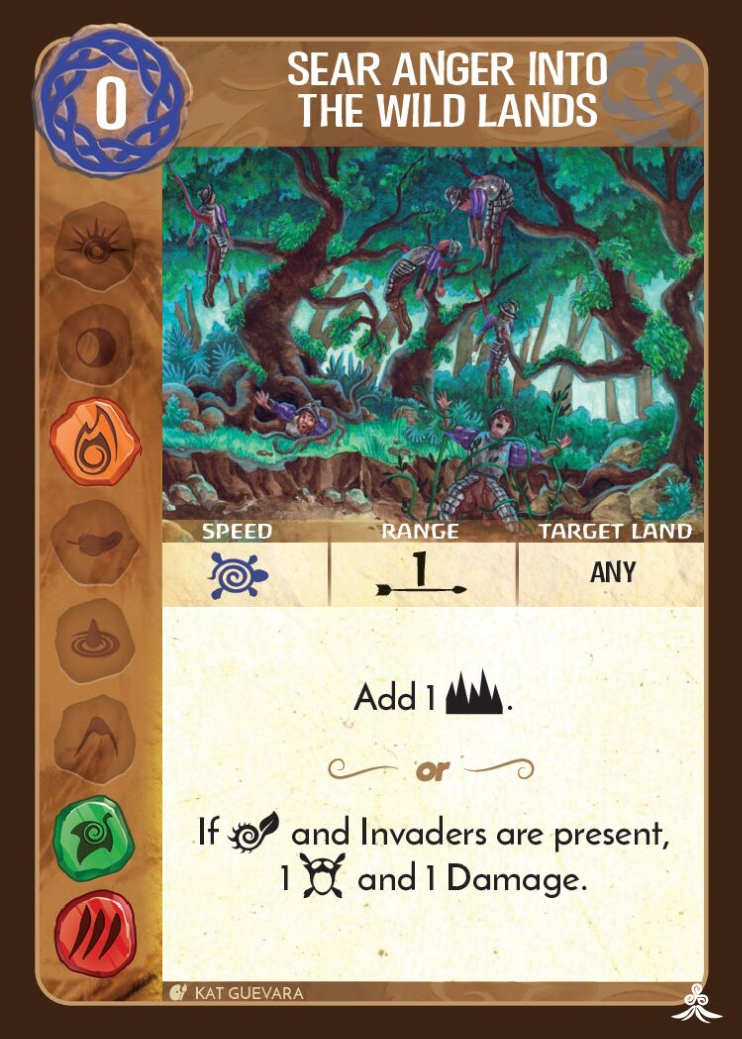 0
SEAR ANGER INTO
THE WILD LANDS
SPEED RANGE TARGET LAND
1 ANY
Add 1 .
or
If and Invaders are present,
1 and 1 Damage.
KAT GUEVARA